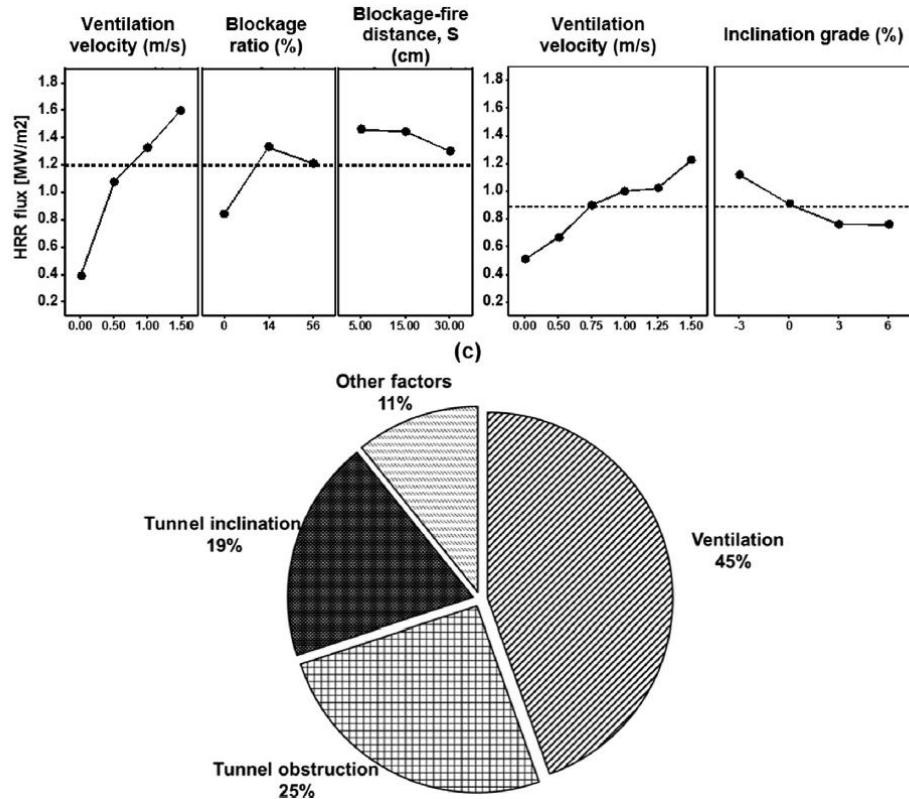 Ventilation
velocity (m/s)
Blockage
ratio (%)
Blockage-fire
distance, S
(cm)
Ventilation
velocity (m/s)
Inclination grade (%)
HRR flux [MW/m2]
1.8
1.6
1.4
1.2
1.0
0.8
0.6
0.4
0.2
0.00 0.50 1.00 1.50
0 14 56
5.00 15.00 30.00
1.8
1.6
1.4
1.2
1.0
0.8
0.6
0.4
0.2
0.00 0.50 0.75 1.00 1.25 1.50
-3 0 3 6
(c)
Other factors
11%
Tunnel inclination
19%
Ventilation
45%
Tunnel obstruction
25%